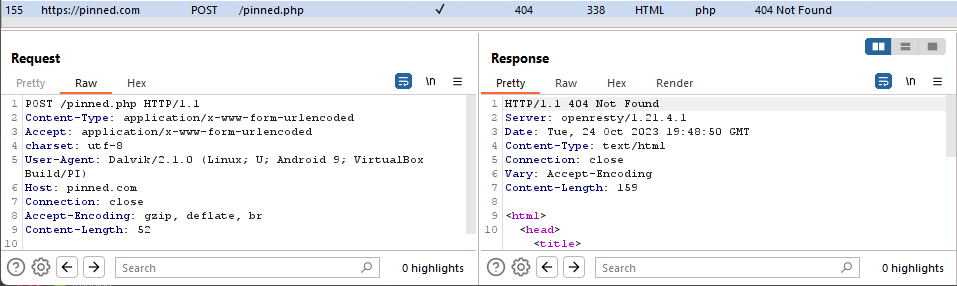 155 https://pinned.com POST /pinned.php ✓ 404 338 HTML php 404 Not Found
Request
Pretty Raw Hex \n
1 POST /pinned.php HTTP/1.1
2 Content-Type: application/x-www-form-urlencoded
3 Accept: application/x-www-form-urlencoded
4 charset: utf-8
5 User-Agent: Dalvik/2.1.0 (Linux; U; Android 9; VirtualBox
Build/PI)
6 Host: pinned.com
7 Connection: close
8 Accept-Encoding: gzip, deflate, br
9 Content-Length: 52
10
Search 0 highlights
Response
Pretty Raw Hex Render \n
1 HTTP/1.1 404 Not Found
2 Server: openresty/1.21.4.1
3 Date: Tue, 24 Oct 2023 19:48:50 GMT
4 Content-Type: text/html
5 Connection: close
6 Vary: Accept-Encoding
7 Content-Length: 159
8
9 <html>
10 <head>
<title>
Search 0 highlights